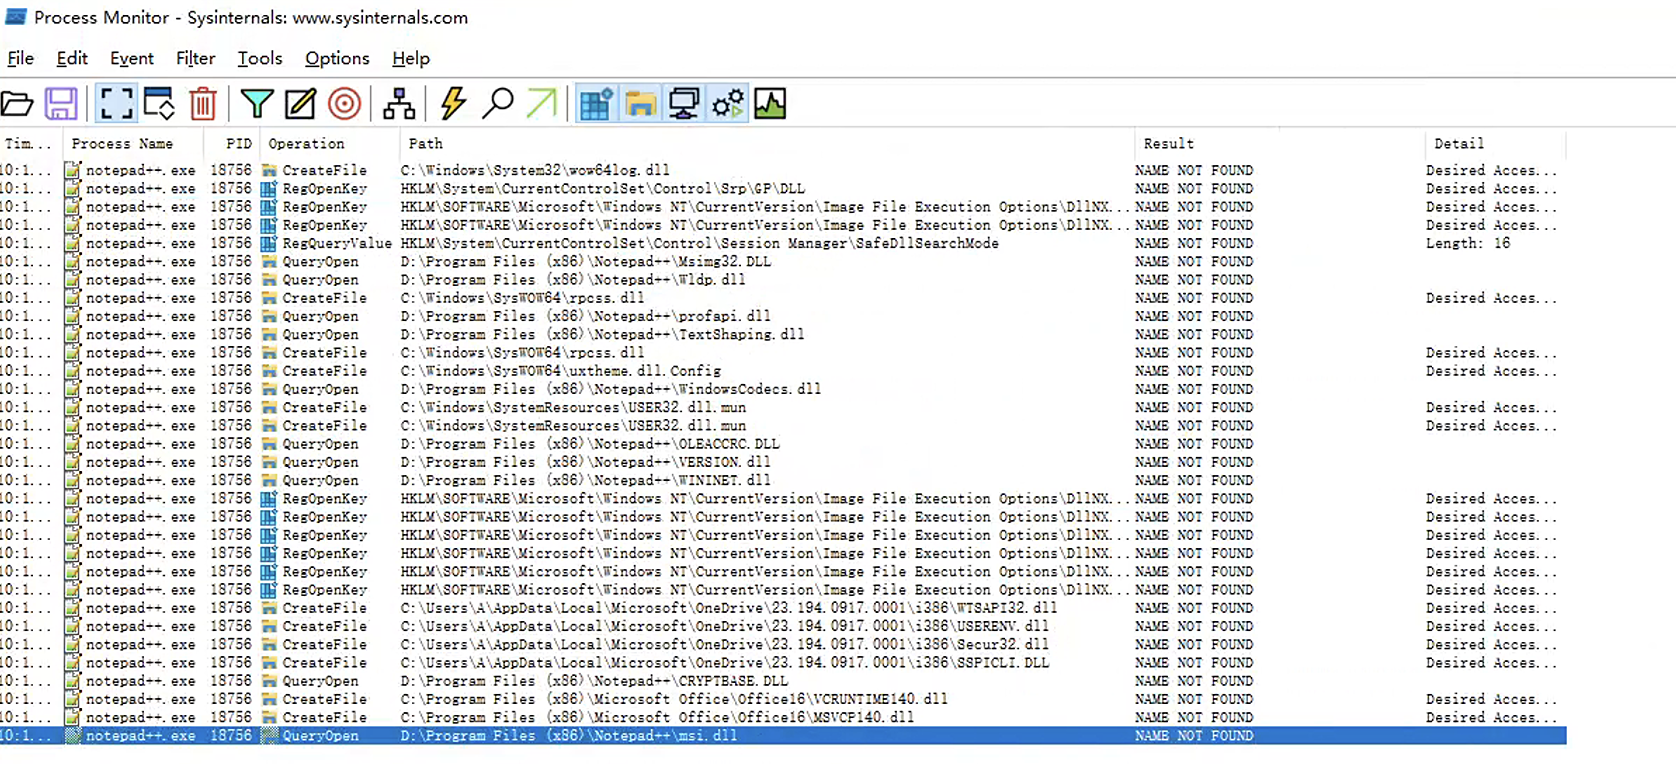 Process Monitor - Sysinternals: www.sysinternals.com
File Edit Event Filter Tools Options Help
Tim... Process Name PID Operation Path Result Detail
10:1... notepad++.exe 18756 CreateFile C:\Windows\System32\wow64log.dll NAME NOT FOUND Desired Acces...
10:1... notepad++.exe 18756 RegOpenKey HKLM\System\CurrentControlSet\Control\Srp\GP\DLL NAME NOT FOUND Desired Acces...
10:1... notepad++.exe 18756 RegOpenKey HKLM\SOFTWARE\Microsoft\Windows NT\CurrentVersion\Image File Execution Options\DllNX... NAME NOT FOUND Desired Acces...
10:1... notepad++.exe 18756 RegOpenKey HKLM\SOFTWARE\Microsoft\Windows NT\CurrentVersion\Image File Execution Options\DllNX... NAME NOT FOUND Desired Acces...
10:1... notepad++.exe 18756 RegQueryValue HKLM\System\CurrentControlSet\Control\Session Manager\SafeDllSearchMode NAME NOT FOUND Length: 16
10:1... notepad++.exe 18756 QueryOpen D:\Program Files (x86)\Notepad++\Msimg32.DLL NAME NOT FOUND
10:1... notepad++.exe 18756 QueryOpen D:\Program Files (x86)\Notepad++\Wldp.dll NAME NOT FOUND
10:1... notepad++.exe 18756 CreateFile C:\Windows\SysWOW64\rpcss.dll NAME NOT FOUND Desired Acces...
10:1... notepad++.exe 18756 QueryOpen D:\Program Files (x86)\Notepad++\profapi.dll NAME NOT FOUND
10:1... notepad++.exe 18756 QueryOpen D:\Program Files (x86)\Notepad++\TextShaping.dll NAME NOT FOUND
10:1... notepad++.exe 18756 CreateFile C:\Windows\SysWOW64\rpcss.dll NAME NOT FOUND Desired Acces...
10:1... notepad++.exe 18756 CreateFile C:\Windows\SysWOW64\uxtheme.dll.Config NAME NOT FOUND Desired Acces...
10:1... notepad++.exe 18756 QueryOpen D:\Program Files (x86)\Notepad++\WindowsCodecs.dll NAME NOT FOUND
10:1... notepad++.exe 18756 CreateFile C:\Windows\SystemResources\USER32.dll.mun NAME NOT FOUND Desired Acces...
10:1... notepad++.exe 18756 CreateFile C:\Windows\SystemResources\USER32.dll.mun NAME NOT FOUND Desired Acces...
10:1... notepad++.exe 18756 QueryOpen D:\Program Files (x86)\Notepad++\OLEACCRC.DLL NAME NOT FOUND
10:1... notepad++.exe 18756 QueryOpen D:\Program Files (x86)\Notepad++\VERSION.dll NAME NOT FOUND
10:1... notepad++.exe 18756 QueryOpen D:\Program Files (x86)\Notepad++\WININET.dll NAME NOT FOUND
10:1... notepad++.exe 18756 RegOpenKey HKLM\SOFTWARE\Microsoft\Windows NT\CurrentVersion\Image File Execution Options\DllNX... NAME NOT FOUND Desired Acces...
10:1... notepad++.exe 18756 RegOpenKey HKLM\SOFTWARE\Microsoft\Windows NT\CurrentVersion\Image File Execution Options\DllNX... NAME NOT FOUND Desired Acces...
10:1... notepad++.exe 18756 RegOpenKey HKLM\SOFTWARE\Microsoft\Windows NT\CurrentVersion\Image File Execution Options\DllNX... NAME NOT FOUND Desired Acces...
10:1... notepad++.exe 18756 RegOpenKey HKLM\SOFTWARE\Microsoft\Windows NT\CurrentVersion\Image File Execution Options\DllNX... NAME NOT FOUND Desired Acces...
10:1... notepad++.exe 18756 RegOpenKey HKLM\SOFTWARE\Microsoft\Windows NT\CurrentVersion\Image File Execution Options\DllNX... NAME NOT FOUND Desired Acces...
10:1... notepad++.exe 18756 RegOpenKey HKLM\SOFTWARE\Microsoft\Windows NT\CurrentVersion\Image File Execution Options\DllNX... NAME NOT FOUND Desired Acces...
10:1... notepad++.exe 18756 CreateFile C:\Users\A\AppData\Local\Microsoft\OneDrive\23.194.0917.0001\i386\WTSAPI32.dll NAME NOT FOUND Desired Acces...
10:1... notepad++.exe 18756 CreateFile C:\Users\A\AppData\Local\Microsoft\OneDrive\23.194.0917.0001\i386\USERENV.dll NAME NOT FOUND Desired Acces...
10:1... notepad++.exe 18756 CreateFile C:\Users\A\AppData\Local\Microsoft\OneDrive\23.194.0917.0001\i386\Secur32.dll NAME NOT FOUND Desired Acces...
10:1... notepad++.exe 18756 CreateFile C:\Users\A\AppData\Local\Microsoft\OneDrive\23.194.0917.0001\i386\SSPICLI.DLL NAME NOT FOUND Desired Acces...
10:1... notepad++.exe 18756 QueryOpen D:\Program Files (x86)\Notepad++\CRYPTBASE.DLL NAME NOT FOUND
10:1... notepad++.exe 18756 CreateFile C:\Program Files (x86)\Microsoft Office\Office16\VCRUNTIME140.dll NAME NOT FOUND Desired Acces...
10:1... notepad++.exe 18756 CreateFile C:\Program Files (x86)\Microsoft Office\Office16\MSVCP140.dll NAME NOT FOUND Desired Acces...
10:1... notepad++.exe 18756 QueryOpen D:\Program Files (x86)\Notepad++\msi.dll NAME NOT FOUND